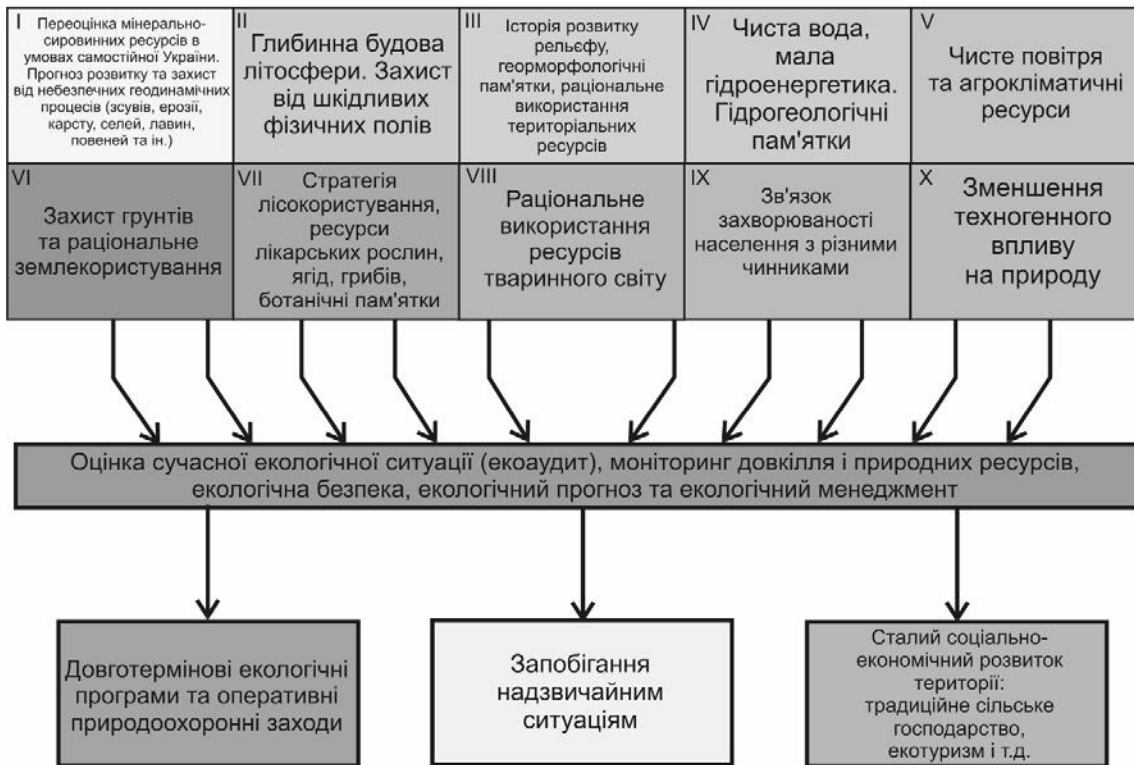 I
Переоцінка мінерально-
сировинних ресурсів в
умовах самостійної України.
Прогноз розвитку та захист
від небезпечних геодинамічних
процесів (зсувів, ерозії,
карсту, селей, лавин,
повеней та ін.)
II
Глибинна будова
літосфери. Захист
від шкідливих
фізичних полів
III
Історія розвитку
рельєфу,
георморфологічні
пам'ятки, раціональне
використання
територіальних
ресурсів
IV
Чиста вода,
мала
гідроенергетика.
Гідрогеологічні
пам'ятки
V
Чисте повітря
та агрокліматичні
ресурси
VI
Захист грунтів
та раціональне
землекористування
VII
Стратегія
лісокористування,
ресурси
лікарських рослин,
ягід, грибів,
ботанічні пам'ятки
VIII
Раціональне
використання
ресурсів
тваринного світу
IX
Зв'язок
захворюваності
населення з різними
чинниками
X
Зменшення
техногенного
впливу
на природу
Оцінка сучасної екологічної ситуації (екоаудит), моніторинг довкілля і природних ресурсів,
екологічна безпека, екологічний прогноз та екологічний менеджмент
Довготермінові екологічні
програми та оперативні
природоохоронні заходи
Запобігання
надзвичайним
ситуаціям
Сталий соціально-
економічний розвиток
території:
традиційне сільське
господарство,
екотуризм і т.д.